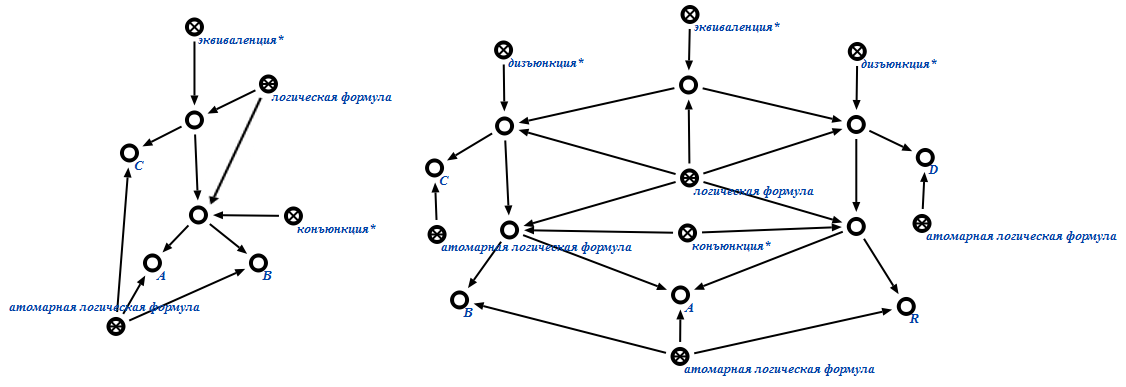 эквиваленция*
логическая формула
C
конъюнкция*
A
B
атомарная логическая формула
эквиваленция*
дизъюнкция*
дизъюнкция*
C
D
логическая формула
атомарная логическая формула
конъюнкция*
атомарная логическая формула
B
A
R
атомарная логическая формула